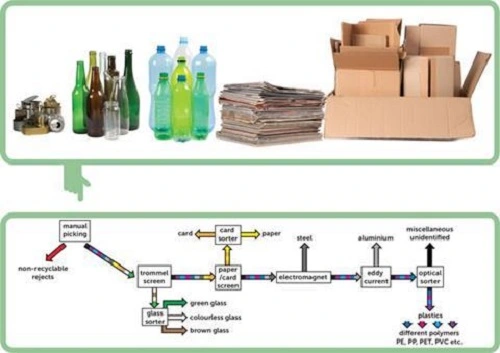 manual
picking
non-recyclable
rejects
trommel
screen
glass
sorter
green glass
colourless glass
brown glass
card
card
sorter
paper
paper
/card
screen
steel
electromagnet
aluminium
eddy
current
miscellaneous
unidentified
optical
sorter
plastics
different polymers
PE, PP, PET, PVC etc.